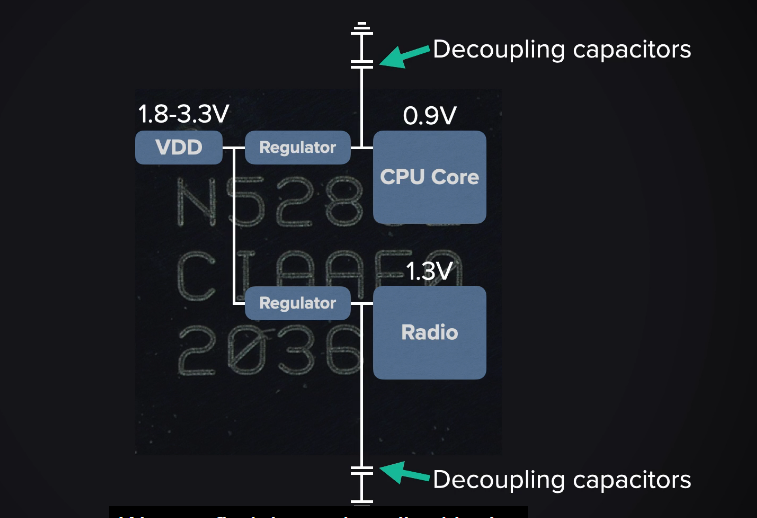 Decoupling capacitors
1.8-3.3V
0.9V
VDD
Regulator
CPU Core
N528
CIAAF0
1.3V
Regulator
Radio
2036
Decoupling capacitors